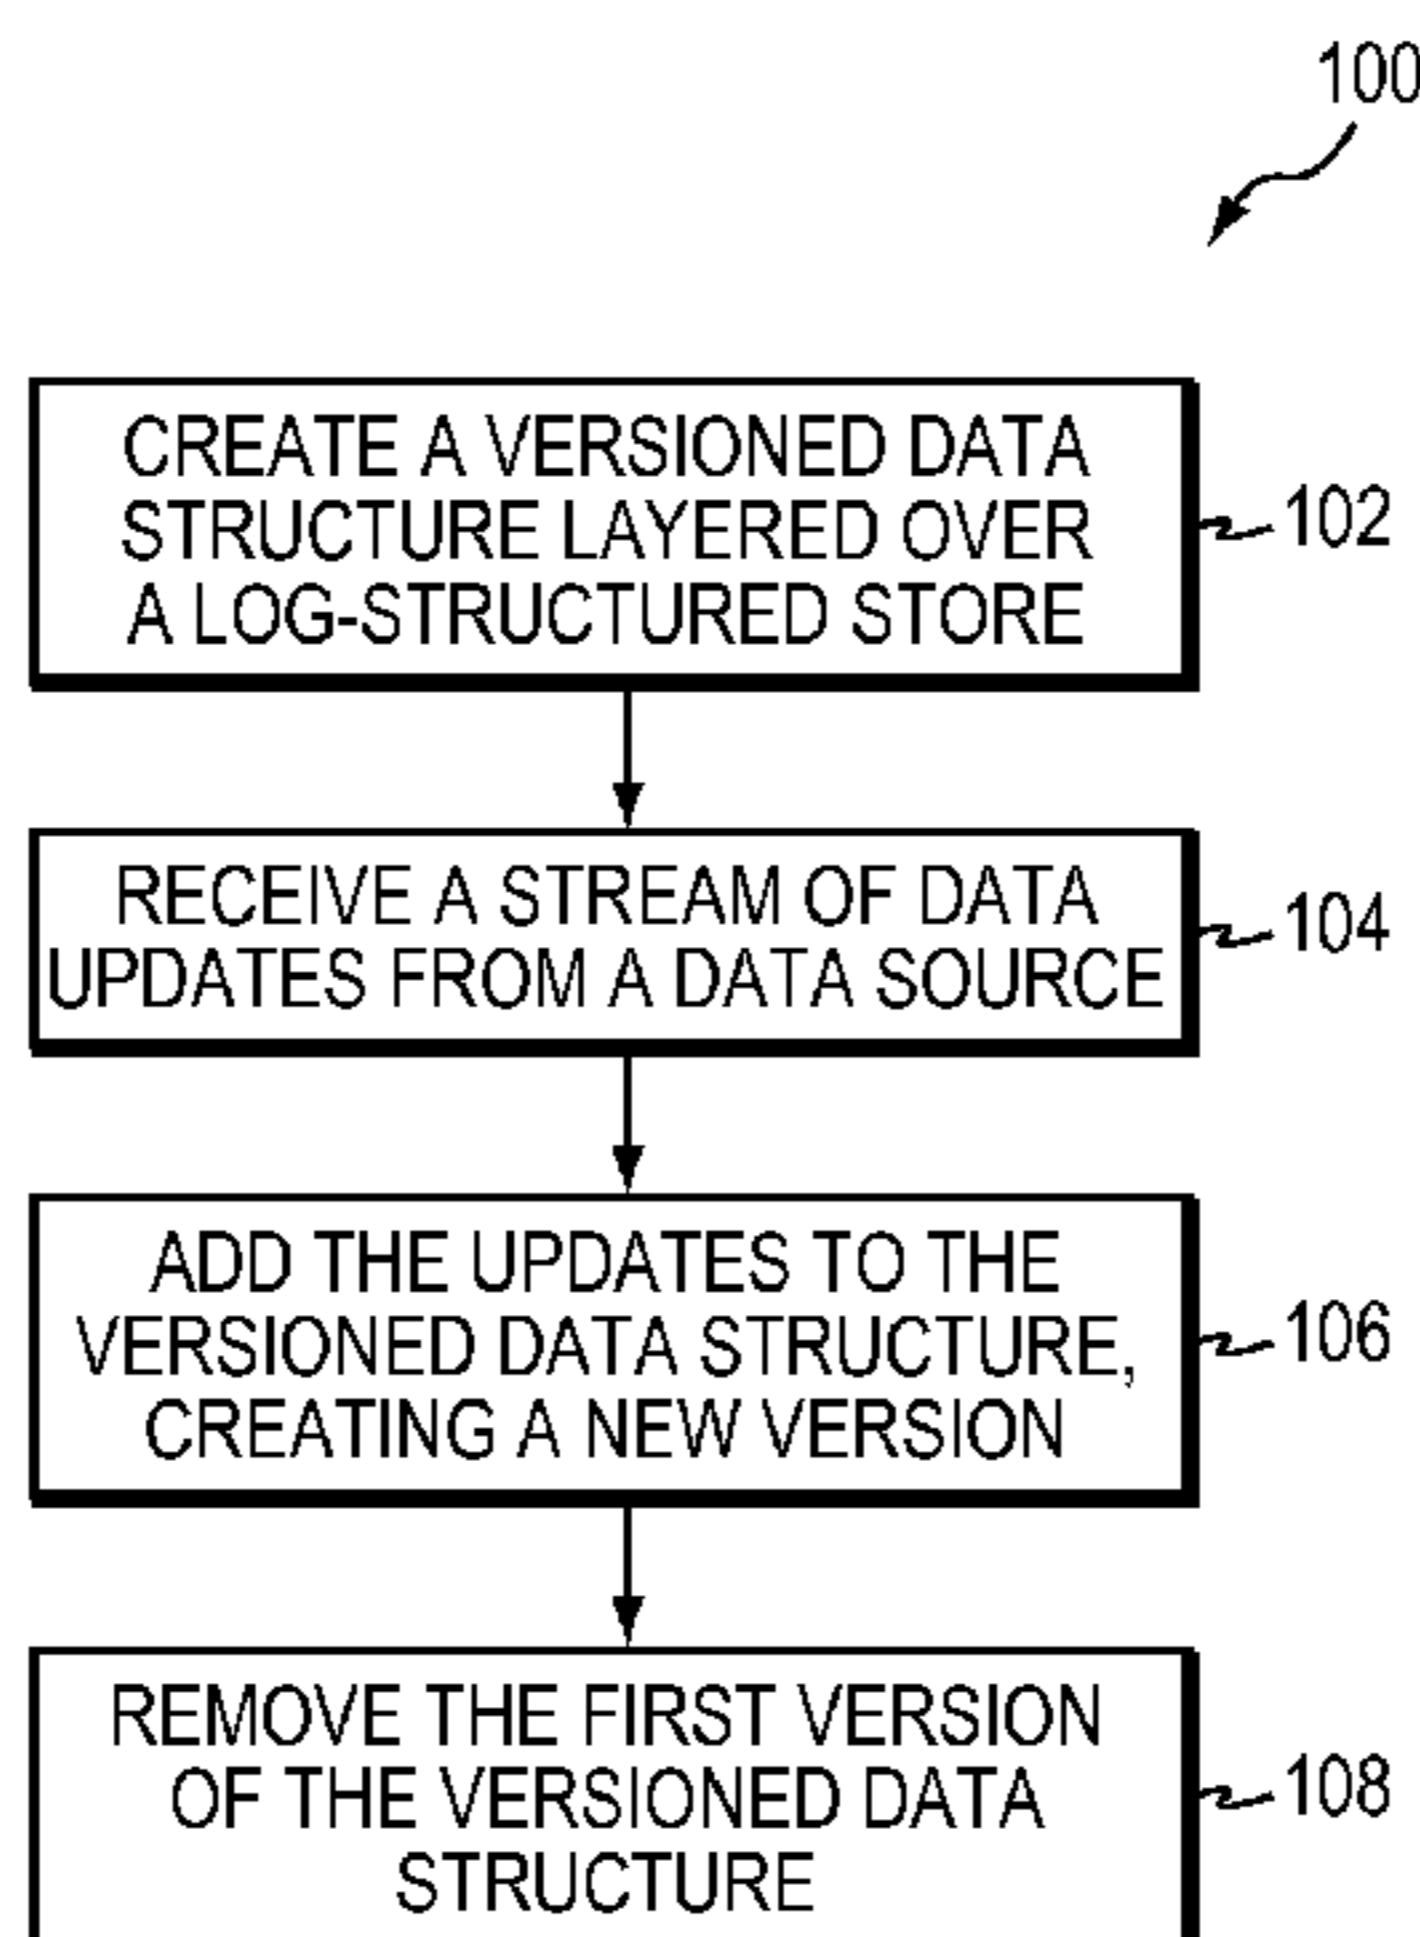 100
CREATE A VERSIONED DATA
STRUCTURE LAYERED OVER
A LOG-STRUCTURED STORE
102
RECEIVE A STREAM OF DATA
UPDATES FROM A DATA SOURCE
104
ADD THE UPDATES TO THE
VERSIONED DATA STRUCTURE,
CREATING A NEW VERSION
106
REMOVE THE FIRST VERSION
OF THE VERSIONED DATA
STRUCTURE
108